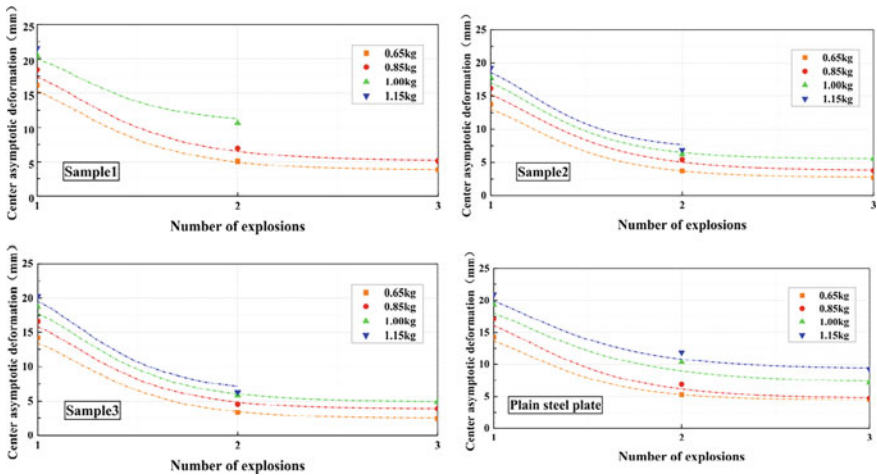 25
20
15
10
5
0
Center asymptotic deformation (mm)
0.65kg
0.85kg
1.00kg
1.15kg
Sample1
1
2
3
Number of explosions
25
20
15
10
5
0
Center asymptotic deformation (mm)
0.65kg
0.85kg
1.00kg
1.15kg
Sample2
1
2
3
Number of explosions
25
20
15
10
5
0
Center asymptotic deformation (mm)
0.65kg
0.85kg
1.00kg
1.15kg
Sample3
1
2
3
Number of explosions
25
20
15
10
5
0
Center asymptotic deformation (mm)
0.65kg
0.85kg
1.00kg
1.15kg
Plain steel plate
1
2
3
Number of explosions